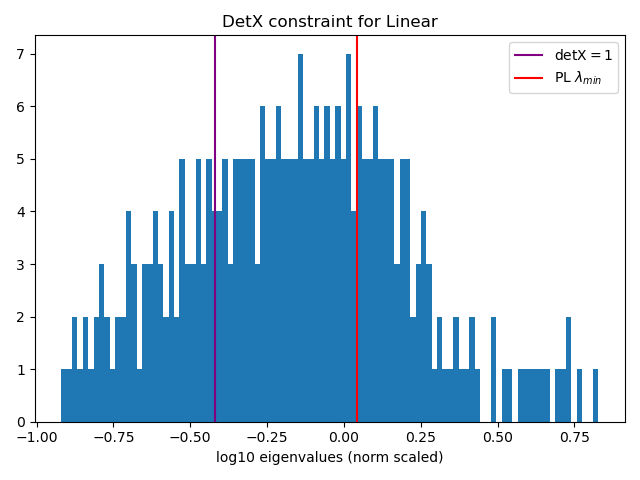 DetX constraint for Linear
detX = 1
PL λmin
7
6
5
4
3
2
1
0
−1.00 −0.75 −0.50 −0.25 0.00 0.25 0.50 0.75
log10 eigenvalues (norm scaled)